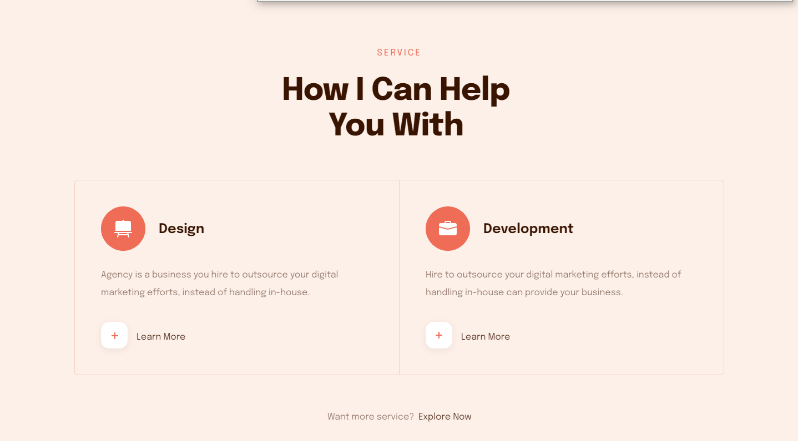 SERVICE
How I Can Help
You With
Design
Agency is a business you hire to outsource your digital
marketing efforts, instead of handling in-house.
+ Learn More
Development
Hire to outsource your digital marketing efforts, instead of
handling in-house can provide your business.
+ Learn More
Want more service? Explore Now